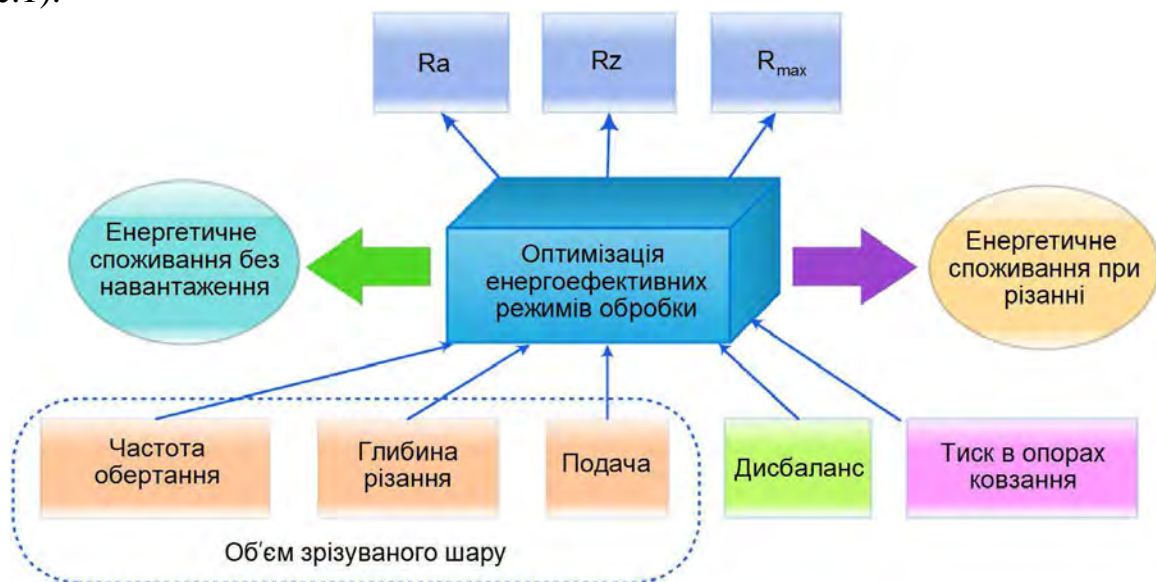 .1).
Ra
Rz
Rmax
Енергетичне
споживання без
навантаження
Оптимізація
енергоефективних
режимів обробки
Енергетичне
споживання при
різанні
Частота
обертання
Глибина
різання
Подача
Дисбаланс
Тиск в опорах
ковзання
Об'єм зрізуваного шару